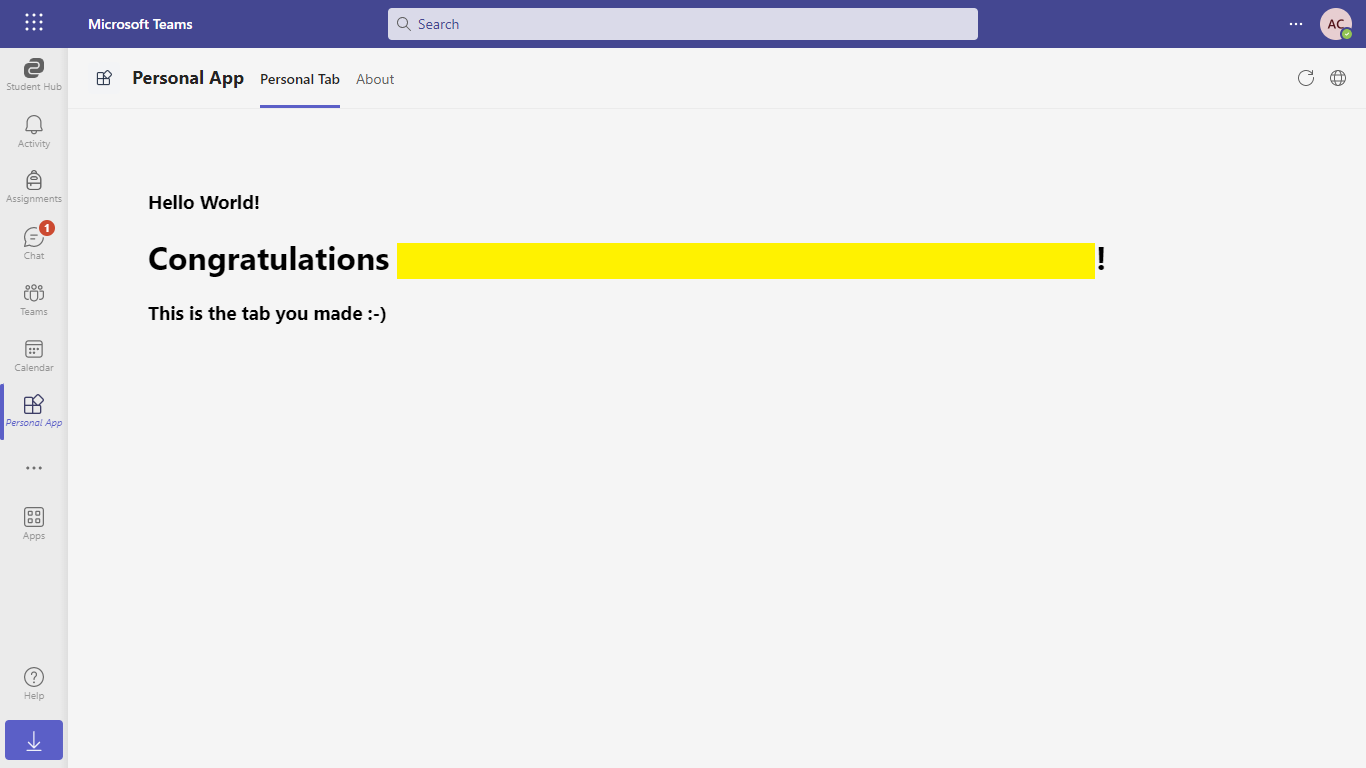 Microsoft Teams
Search
AC
Student Hub
Activity
Assignments
1
Chat
Teams
Calendar
Personal App
Apps
Help
Personal App
Personal Tab
About
Hello World!
Congratulations !
This is the tab you made :-)